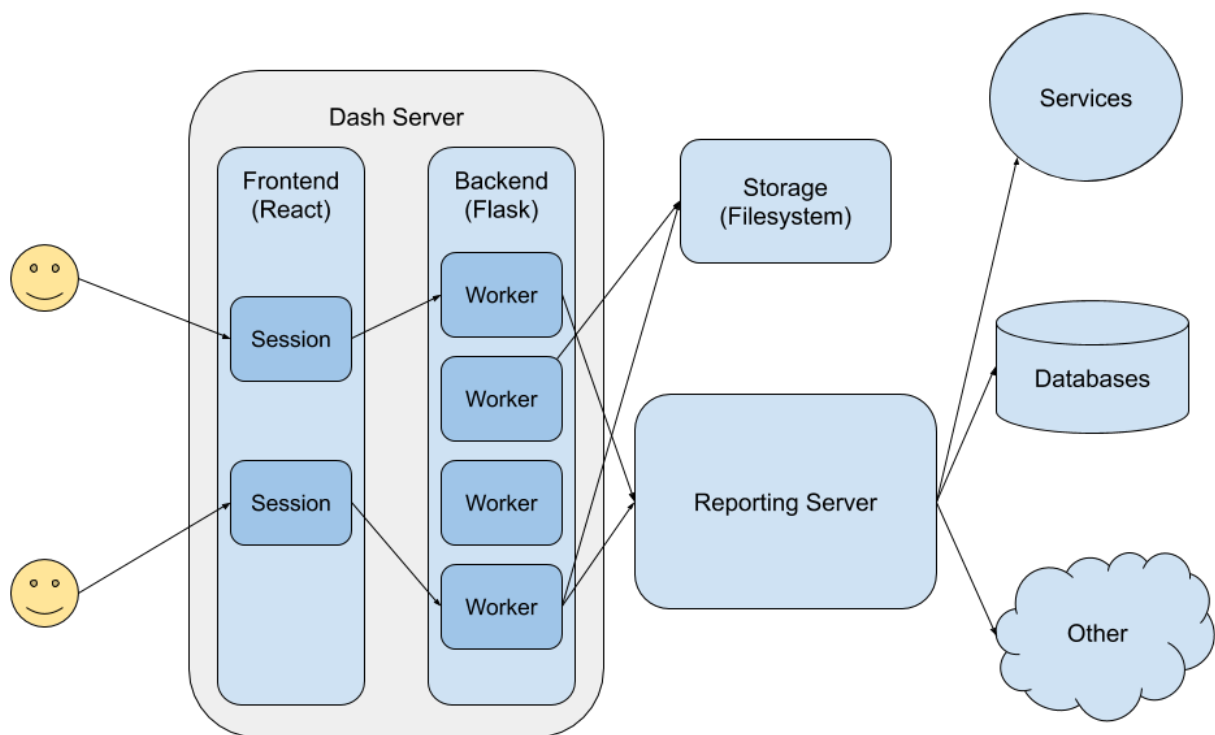 Dash Server
Frontend
(React)
Session
Session
Backend
(Flask)
Worker
Worker
Worker
Worker
Storage
(Filesystem)
Reporting Server
Services
Databases
Other